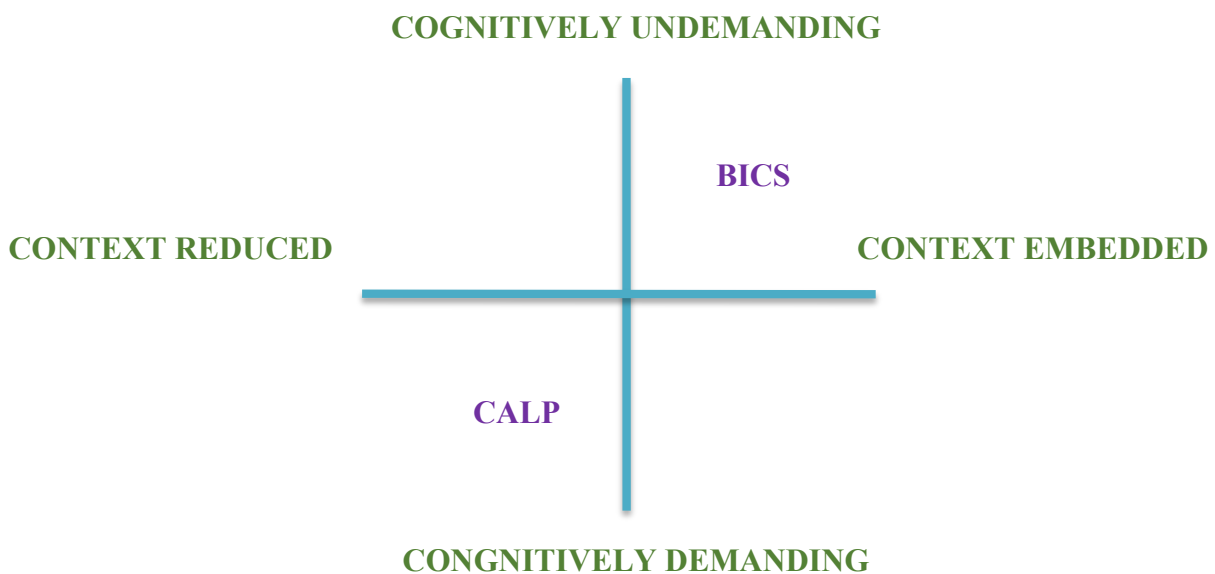 COGNITIVELY UNDEMANDING
BICS
CONTEXT REDUCED
CONTEXT EMBEDDED
CALP
CONGNITIVELY DEMANDING